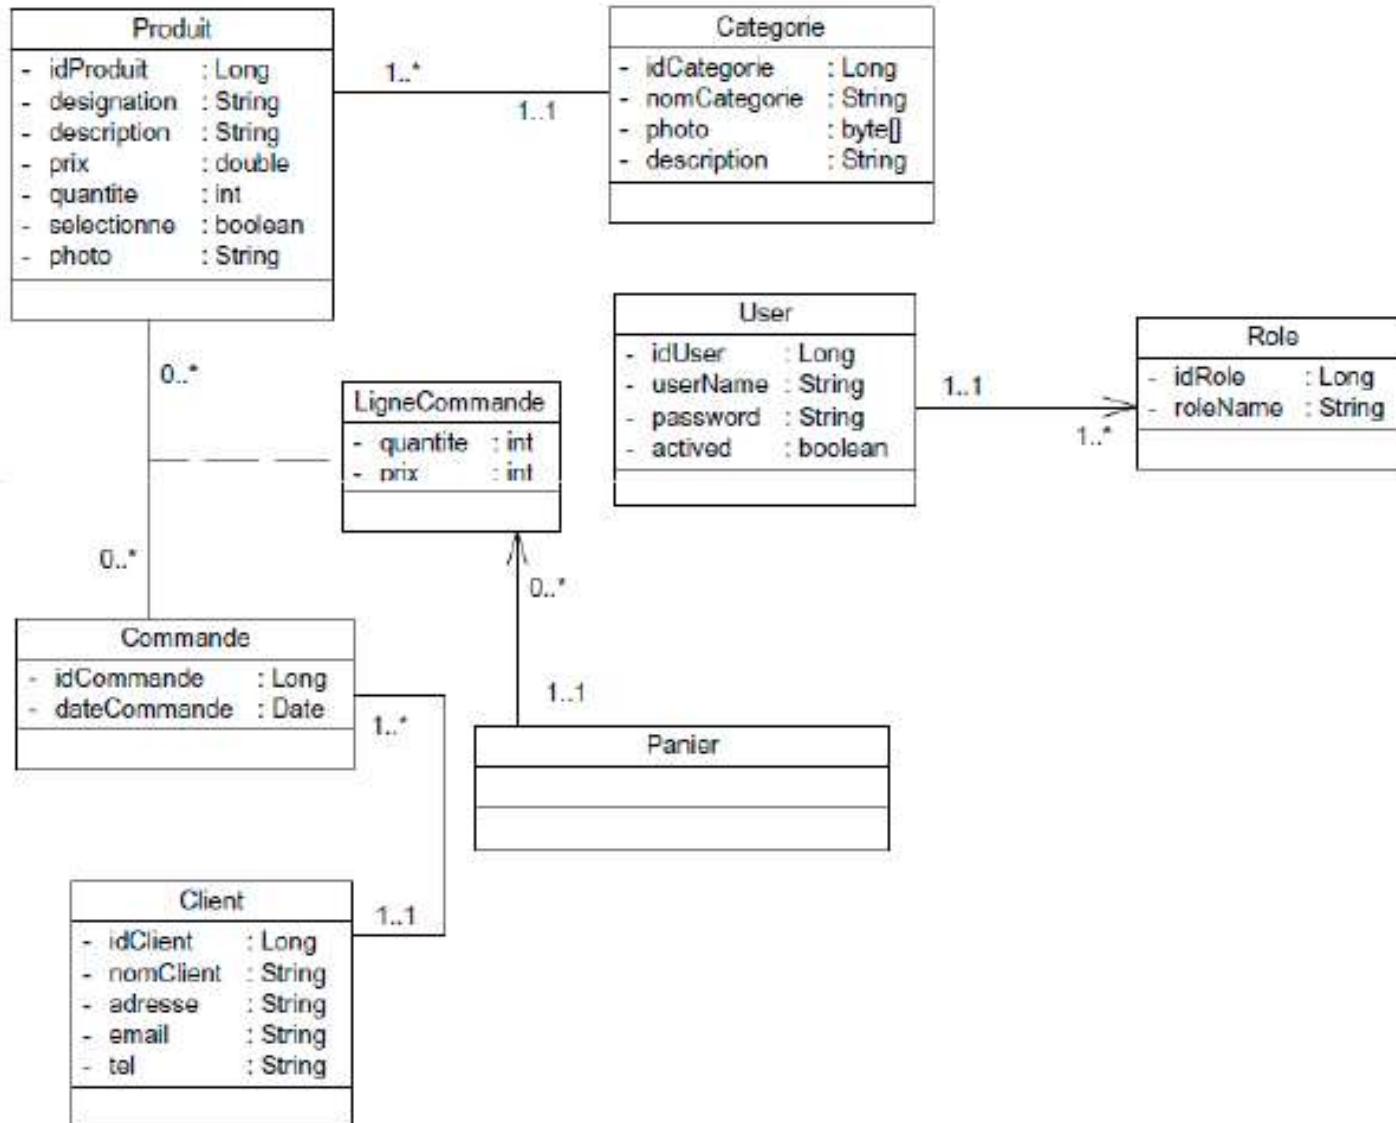 Produit
- idProduit : Long
- designation : String
- description : String
- prix : double
- quantite : int
- selectionne : boolean
- photo : String
1..*
1..1
Categorie
- idCategorie : Long
- nomCategorie : String
- photo : byte[]
- description : String
User
- idUser : Long
- userName : String
- password : String
- actived : boolean
1..1
1..*
Role
- idRole : Long
- roleName : String
0..*
LigneCommande
- quantite : int
- prix : int
0..*
0..*
1..1
Commande
- idCommande : Long
- dateCommande : Date
1..*
Panier
1..1
Client
- idClient : Long
- nomClient : String
- adresse : String
- email : String
- tel : String